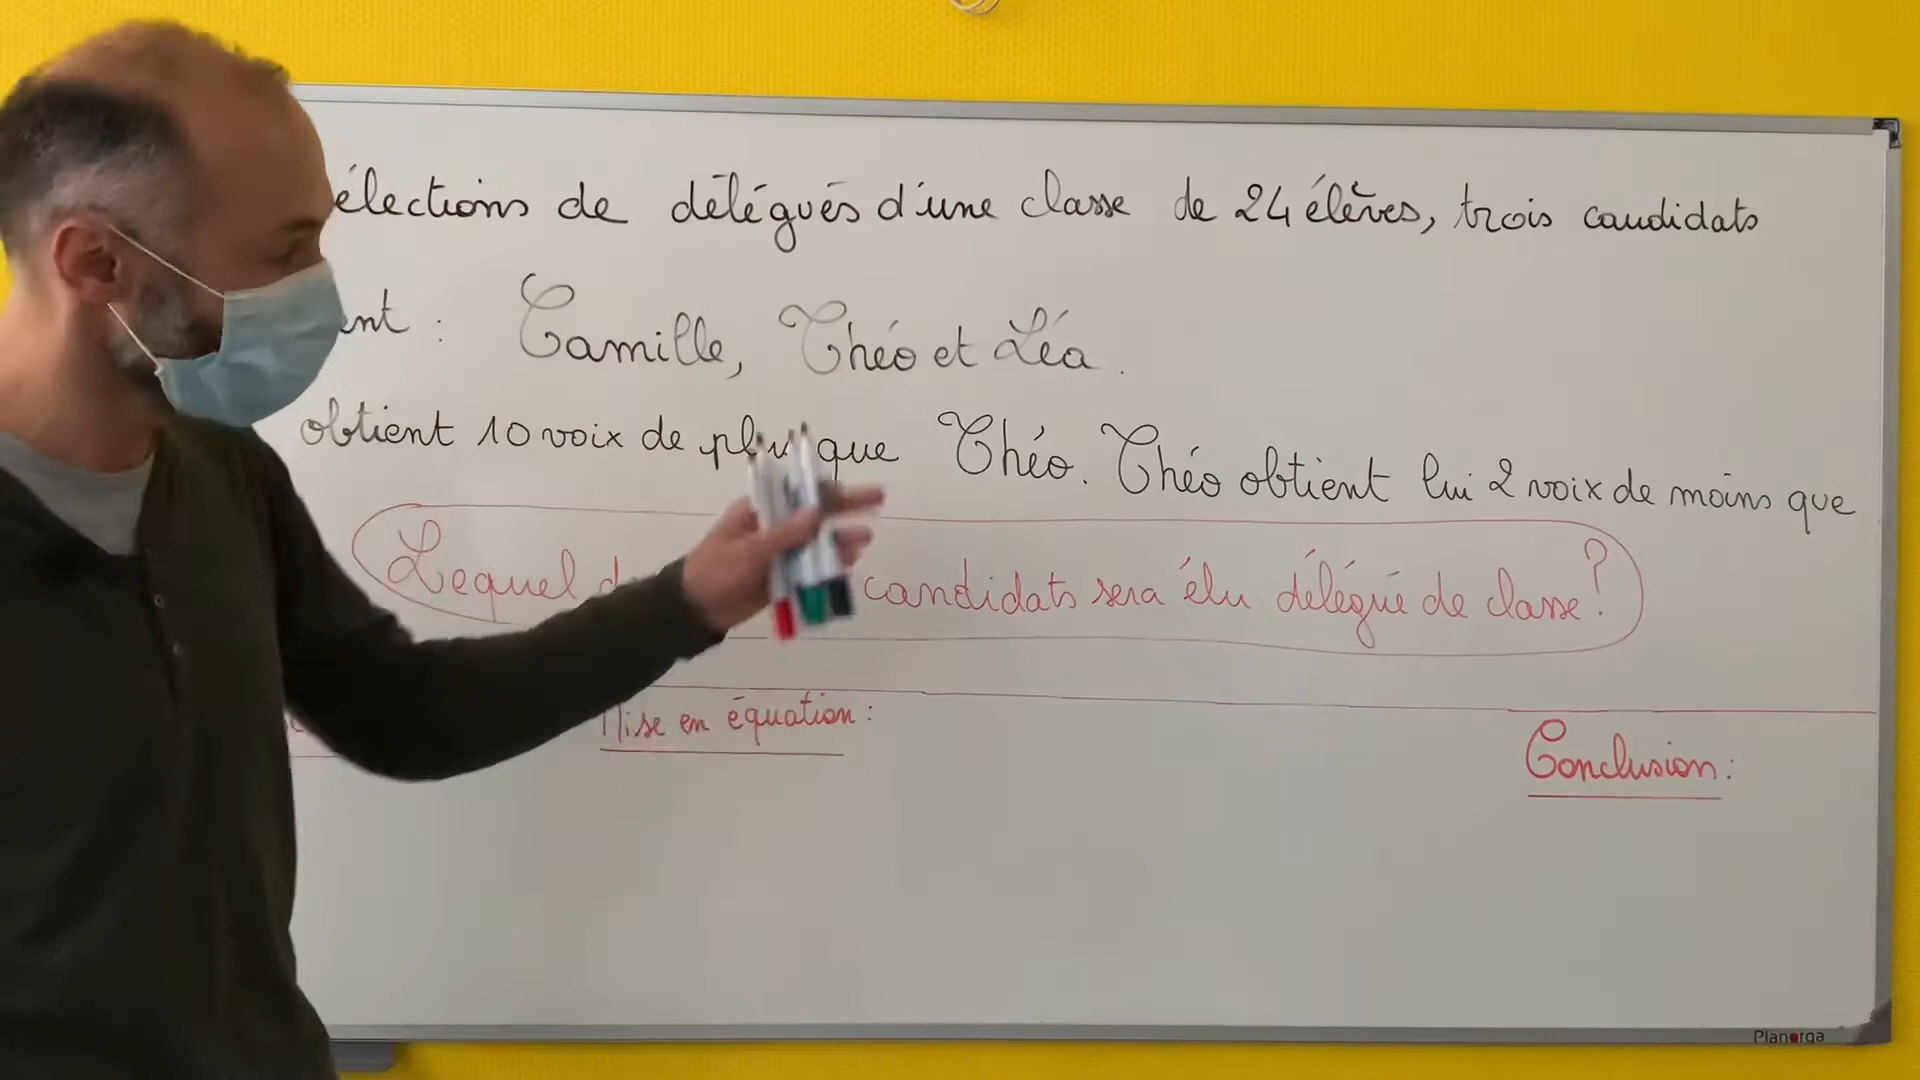 élections de délégués d'une classe de 24 élèves, trois candidats
ent : Camille, Théo et Léa.
obtient 10 voix de plus que Théo. Théo obtient lui 2 voix de moins que
Lequel candidats sera élu délégué de classe ?
Mise en équation :
Conclusion :
Planorga